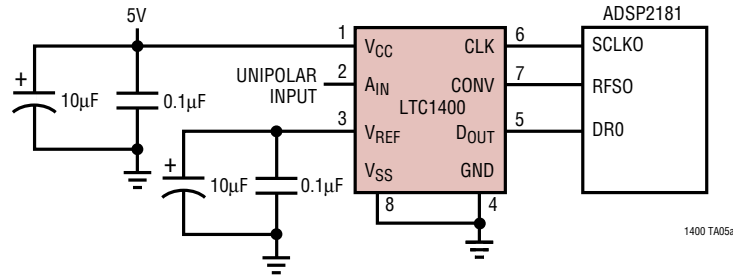 5V
ADSP2181
1
VCC
CLK
6
SCLKO
+
10µF
0.1µF
UNIPOLAR
INPUT
2
AIN
CONV
7
RFSO
LTC1400
3
VREF
DOUT
5
DR0
+
10µF
0.1µF
VSS
GND
8
4
1400 TA05a